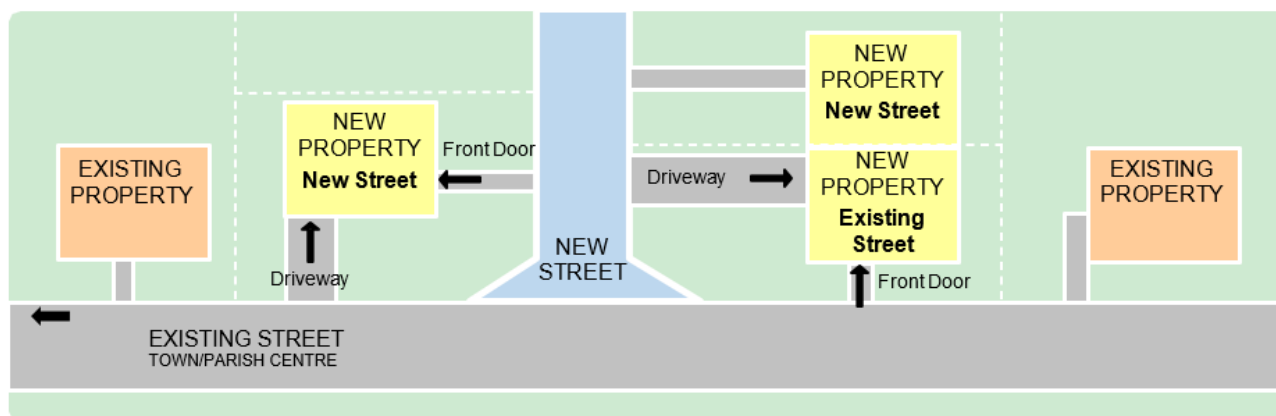 NEW
PROPERTY
New Street
NEW
PROPERTY
New Street
Front Door
EXISTING
PROPERTY
Driveway
NEW
PROPERTY
Existing
Street
EXISTING
PROPERTY
NEW
STREET
Driveway
Front Door
EXISTING STREET
TOWN/PARISH CENTRE